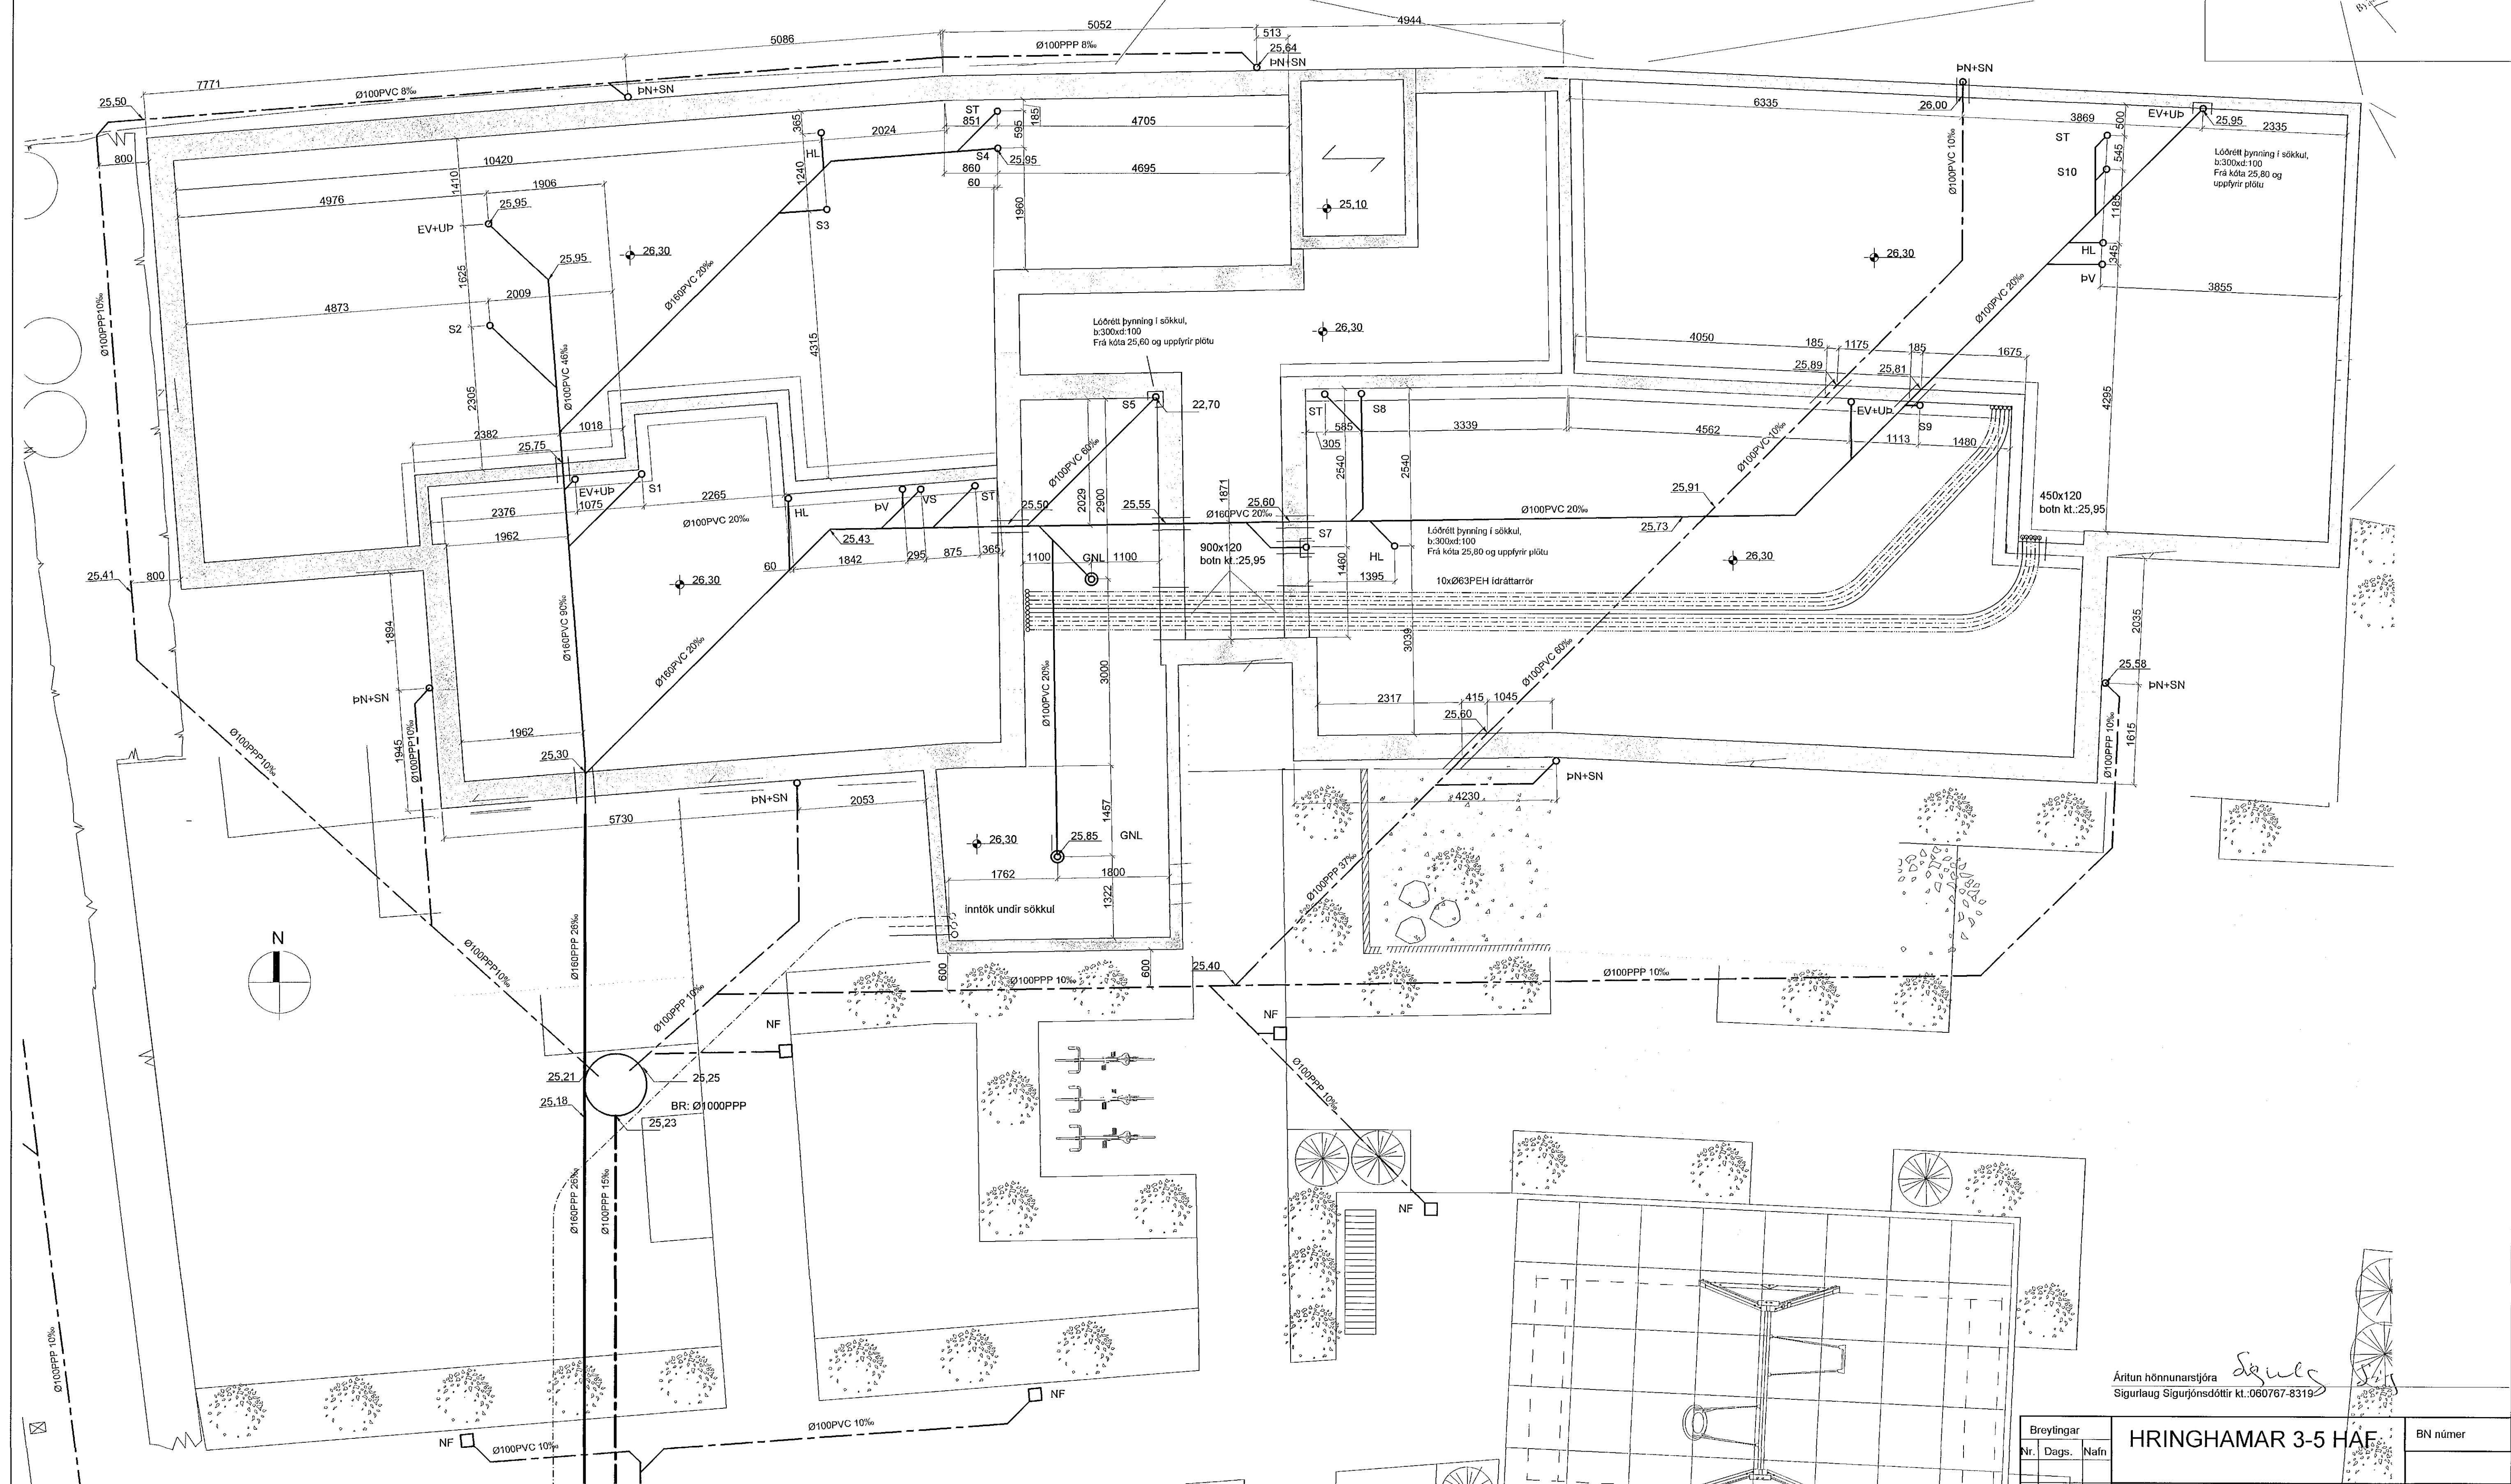 5052
4944
513
5086
Ø100PPP 8‰
25,64
ÞN+SN
7771
Ø100PVC 8‰
25,50
ÞN+SN
ÞN+SN
26,00
6335
3869
500
EV+UÞ
25,95
2335
ST
851
595
185
4705
365
2024
HL
S4
25,95
860
4695
60
800
10420
1240
1410
1906
4976
25,95
EV+UÞ
S3
1960
25,10
Ø100PVC 10‰
ST
545
S10
1185
Lóðrétt þynning í sökkul,
b:300xd:100
Frá kóta 25,80 og
uppfyrir plötu
26,30
25,95
1625
2009
4873
S2
Ø160PVC 20‰
26,30
HL
345
ÞV
3855
Ø100PVC 20‰
Ø100PPP10‰
Ø100PVC 46‰
4315
Lóðrétt þynning í sökkul,
b:300xd:100
Frá kóta 25,60 og uppfyrir plötu
26,30
4050
185
1175
185
1675
25,89
25,81
2305
2382
1018
25,75
S5
22,70
ST
S8
585
305
3339
EV+UÞ
S9
4562
1113
1480
4295
Ø100PVC 60‰
Ø100PVC 10‰
EV+UÞ
S1
1075
2376
2265
1962
Ø100PVC 20‰
HL
ÞV
VS
ST
25,50
2029
2900
25,55
1871
25,60
2540
2540
25,91
Ø160PVC 20‰
Ø100PVC 20‰
25,73
450x120
botn kt.:25,95
25,43
60
1842
295
875
365
1100
GNL
1100
900x120
botn kt.:25,95
S7
1460
HL
1395
Lóðrétt þynning í sökkul,
b:300xd:100
Frá kóta 25,80 og uppfyrir plötu
26,30
10xØ63PEH ídráttarrör
25,41
800
26,30
1894
Ø160PVC 90‰
Ø160PVC 20‰
Ø100PVC 20‰
3000
3039
Ø100PVC 60‰
2035
25,58
ÞN+SN
ÞN+SN
2317
415
1045
25,60
Ø100PPP 10‰
1615
Ø100PPP10‰
1945
Ø100PPP10‰
1962
25,30
ÞN+SN
2053
5730
ÞN+SN
4230
1457
26,30
25,85
GNL
1762
1800
1322
Ø100PPP 37‰
inntök undir sökkul
N
Ø100PPP10‰
Ø160PPP 26‰
600
600
Ø100PPP 10‰
25,40
Ø100PPP 10‰
Ø100PPP 10‰
NF
NF
Ø100PPP 10‰
25,21
25,25
25,18
BR: Ø1000PPP
25,23
Ø160PPP 26‰
Ø100PPP 15‰
NF
Ø100PPP 10‰
NF
Ø100PVC 10‰
NF
Ø100PVC 10‰
Áritun hönnunarstjóra
Sigurlaug Sigurjónsdóttir kt.:060767-8319
Breytingar
Nr. Dags. Nafn
HRINGHAMAR 3-5 HAF
BN númer